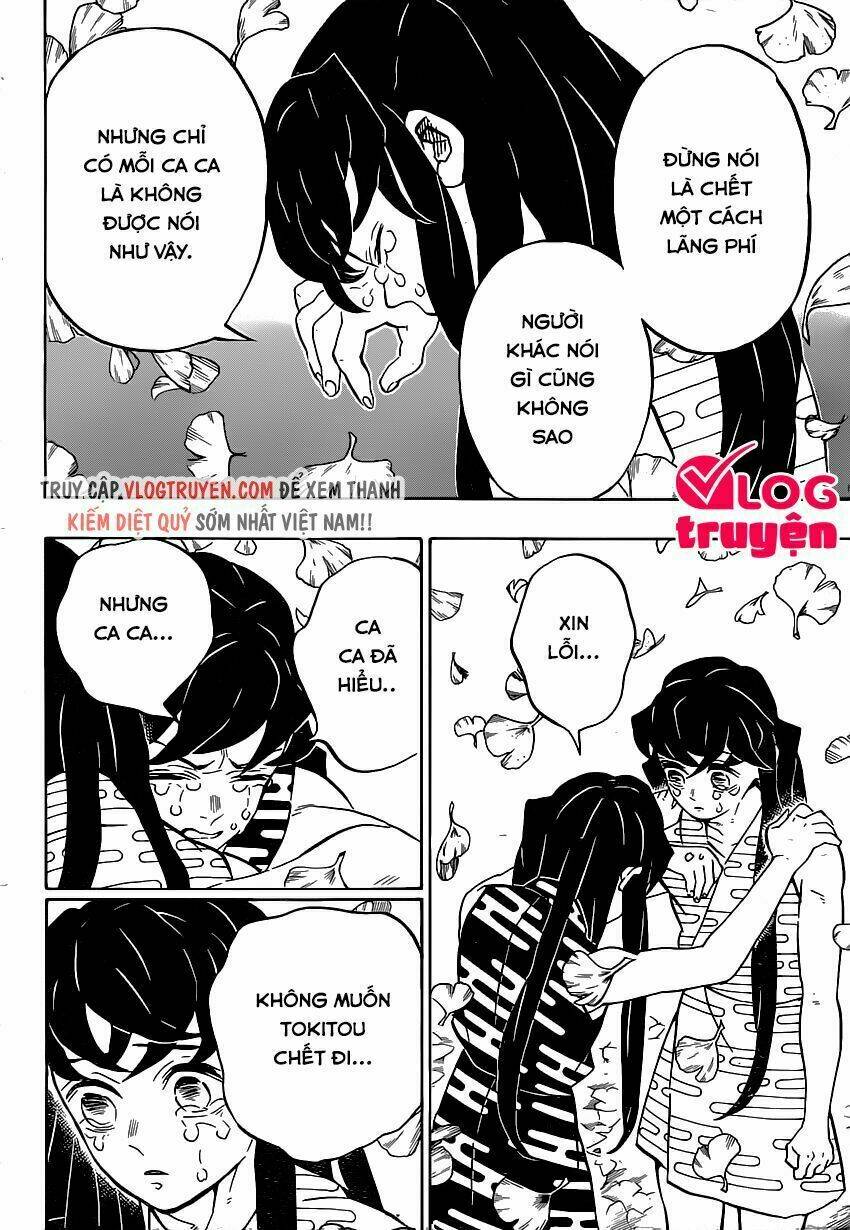 ĐỪNG NÓI
LÀ CHẾT
MỘT CÁCH
LÃNG PHÍ
NGƯỜI
KHÁC NÓI
GÌ CŨNG
KHÔNG
SAO
NHƯNG CHỈ
CÓ MỖI CA CA
LÀ KHÔNG
ĐƯỢC NÓI
NHƯ VẬY.
TRUY CẬP VLOGTRUYEN.COM ĐỂ XEM THANH
KIẾM DIỆT QUỶ SỚM NHẤT VIỆT NAM!!
VLOG
truyện
XIN
LỖI...
CA
CA ĐÃ
HIỂU..
NHƯNG
CA CA...
KHÔNG MUỐN
TOKITOU
CHẾT ĐI...